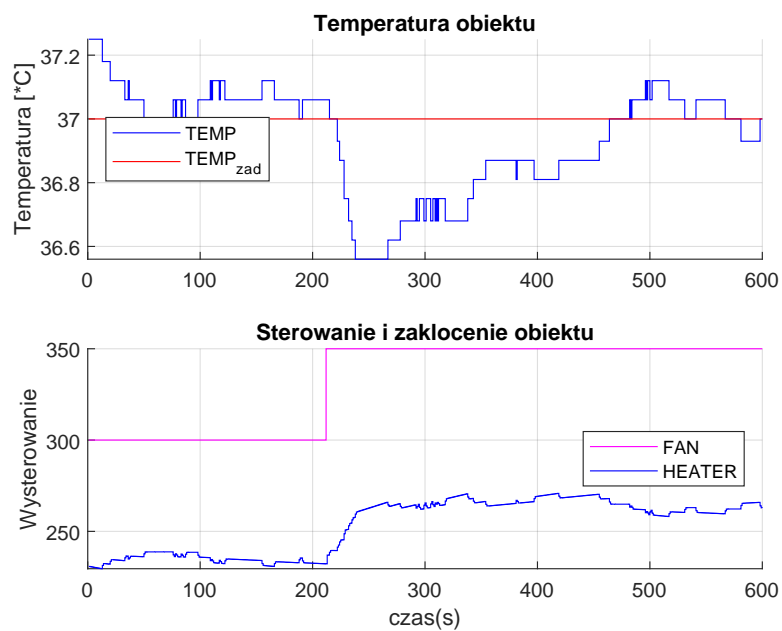 Temperatura obiektu
Temperatura [*C]
37.2
37
36.8
36.6
TEMP
TEMP_zad
0 100 200 300 400 500 600
Sterowanie i zaklocenie obiektu
Wysterowanie
350
300
250
FAN
HEATER
0 100 200 300 400 500 600
czas(s)